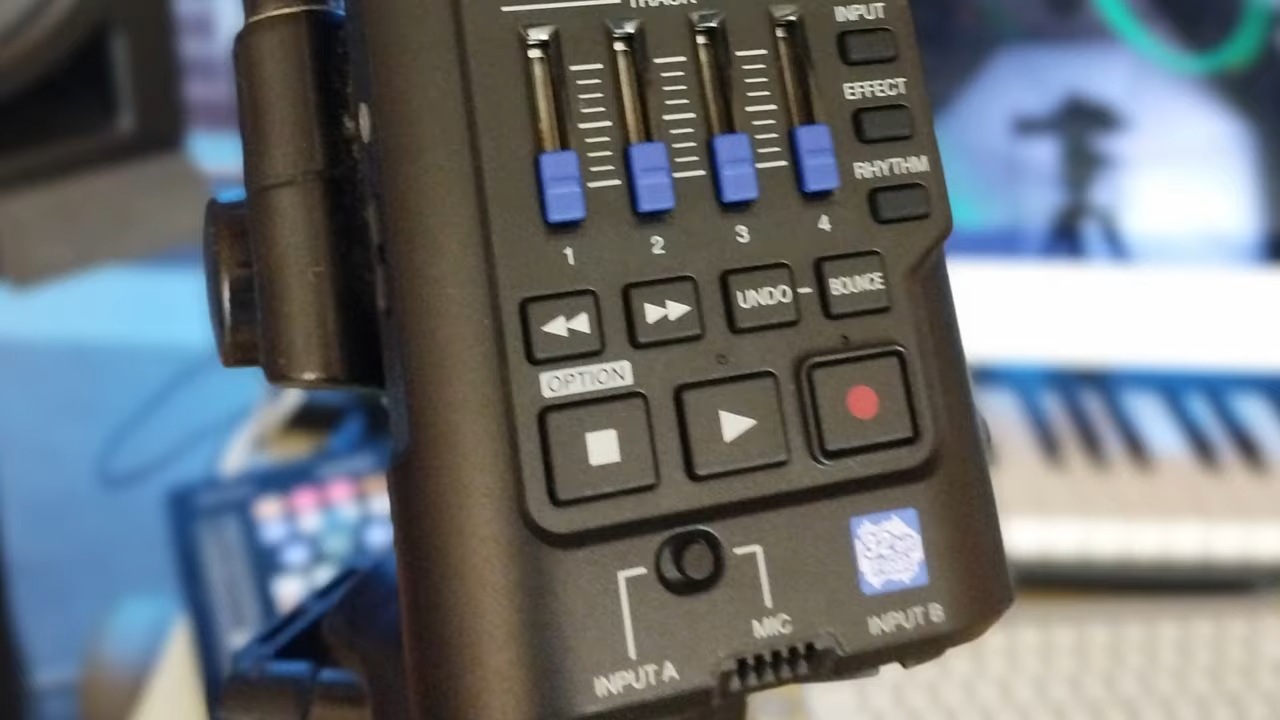 TRACK
INPUT
EFFECT
RHYTHM
1 2 3 4
UNDO - BOUNCE
OPTION
MIC
INPUT A
INPUT B